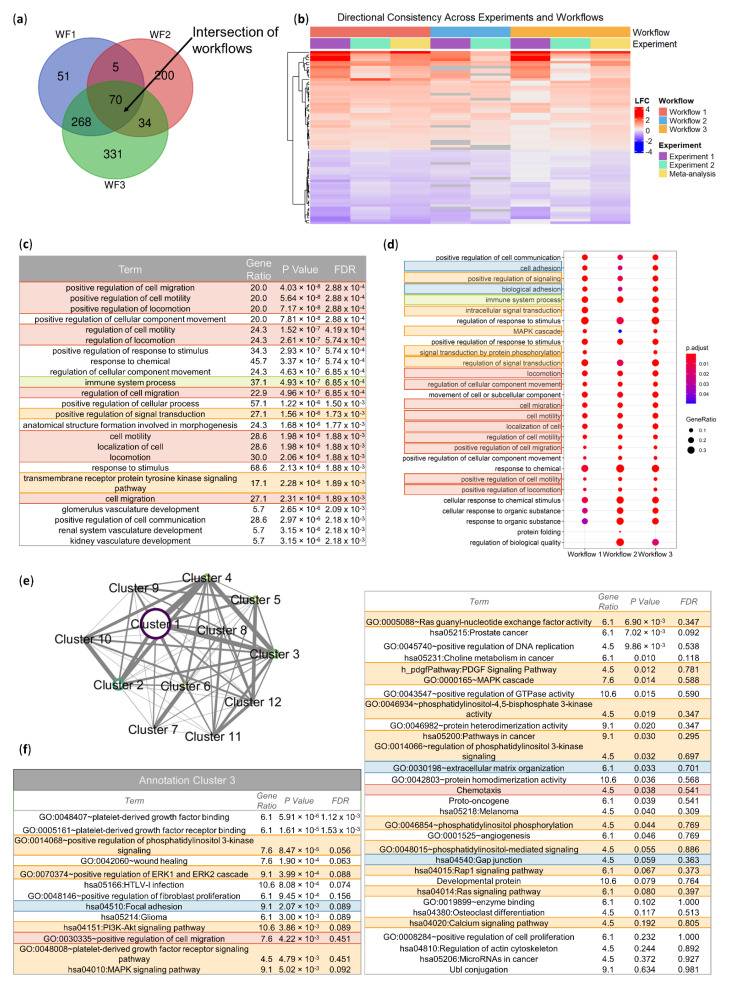 (a)
Intersection of
workflows
WF1
WF2
51
5
200
70
268
34
331
WF3
(b)
Directional Consistency Across Experiments and Workflows
Workflow
Experiment
LFC
4
2
0
-2
-4
Workflow
Workflow 1
Workflow 2
Workflow 3
Experiment
Experiment 1
Experiment 2
Meta-analysis
(c)
Term Gene Ratio P Value FDR
positive regulation of cell migration 20.0 4.03 × 10-8 2.88 x 10-4
positive regulation of cell motility 20.0 5.64 × 10-8 2.88 x 10-4
positive regulation of locomotion 20.0 7.17 × 10-8 2.88 x 10-4
positive regulation of cellular component movement 20.0 7.81 × 10-8 2.88 x 10-4
regulation of cell motility 24.3 1.52 × 10-7 4.19 x 10-4
regulation of locomotion 24.3 2.61 × 10-7 5.74 x 10-4
positive regulation of response to stimulus 34.3 2.93 × 10-7 5.74 x 10-4
response to chemical 45.7 3.37 × 10-7 5.74 x 10-4
regulation of cellular component movement 24.3 4.63 × 10-7 6.85 x 10-4
immune system process 37.1 4.93 × 10-7 6.85 x 10-4
regulation of cell migration 22.9 4.96 × 10-7 6.85 x 10-4
positive regulation of cellular process 57.1 1.22 × 10-6 1.50 x 10-3
positive regulation of signal transduction 27.1 1.56 × 10-6 1.73 x 10-3
anatomical structure formation involved in morphogenesis 24.3 1.68 × 10-6 1.77 x 10-3
cell motility 28.6 1.98 × 10-6 1.88 x 10-3
localization of cell 28.6 1.98 × 10-6 1.88 x 10-3
locomotion 30.0 2.06 × 10-6 1.88 x 10-3
response to stimulus 68.6 2.13 × 10-6 1.88 x 10-3
transmembrane receptor protein tyrosine kinase signaling
pathway 17.1 2.28 × 10-6 1.89 x 10-3
cell migration 27.1 2.31 × 10-6 1.89 x 10-3
glomerulus vasculature development 5.7 2.65 × 10-6 2.09 x 10-3
positive regulation of cell communication 28.6 2.97 × 10-6 2.18 x 10-3
renal system vasculature development 5.7 3.15 × 10-6 2.18 x 10-3
kidney vasculature development 5.7 3.15 × 10-6 2.18 x 10-3
(d)
positive regulation of cell communication
cell adhesion
positive regulation of signaling
biological adhesion
immune system process
intracellular signal transduction
regulation of response to stimulus
MAPK cascade
positive regulation of response to stimulus
signal transduction by protein phosphorylation
regulation of signal transduction
locomotion
regulation of cellular component movement
movement of cell or subcellular component
cell migration
cell motility
localization of cell
regulation of cell motility
positive regulation of cell migration
positive regulation of cellular component movement
response to chemical
positive regulation of cell motility
positive regulation of locomotion
cellular response to chemical stimulus
cellular response to organic substance
response to organic substance
protein folding
regulation of biological quality
Workflow 1 Workflow 2 Workflow 3
p.adjust
0.01
0.02
0.03
0.04
GeneRatio
0.1
0.2
0.3
(e)
Cluster 4
Cluster 9
Cluster 5
Cluster 1
Cluster 8
Cluster 10
Cluster 3
Cluster 2
Cluster 6
Cluster 12
Cluster 7
Cluster 11
(f)
Annotation Cluster 3
Term Gene Ratio P Value FDR
GO:0048407~platelet-derived growth factor binding 6.1 5.91 × 10-6 1.12 × 10-3
GO:0005161~platelet-derived growth factor receptor binding 6.1 1.61 × 10-5 1.53 × 10-3
GO:0014068~positive regulation of phosphatidylinositol 3-kinase
signaling 7.6 8.47 × 10-5 0.056
GO:0042060~wound healing 7.6 1.90 × 10-4 0.063
GO:0070374~positive regulation of ERK1 and ERK2 cascade 9.1 3.99 × 10-4 0.088
hsa05166:HTLV-I infection 10.6 8.08 × 10-4 0.074
GO:0048146~positive regulation of fibroblast proliferation 6.1 9.45 × 10-4 0.156
hsa04510:Focal adhesion 9.1 2.07 × 10-3 0.089
hsa05214:Glioma 6.1 3.00 × 10-3 0.089
hsa04151:PI3K-Akt signaling pathway 10.6 3.86 × 10-3 0.089
GO:0030335~positive regulation of cell migration 7.6 4.22 × 10-3 0.451
GO:0048008~platelet-derived growth factor receptor signaling
pathway 4.5 4.79 × 10-3 0.451
hsa04010:MAPK signaling pathway 9.1 5.02 × 10-3 0.092
Term Gene Ratio P Value FDR
GO:0005088~Ras guanyl-nucleotide exchange factor activity 6.1 6.90 × 10-3 0.347
hsa05215:Prostate cancer 6.1 7.02 × 10-3 0.092
GO:0045740~positive regulation of DNA replication 4.5 9.86 × 10-3 0.538
hsa05231:Choline metabolism in cancer 6.1 0.010 0.118
h_pdgfPathway:PDGF Signaling Pathway 4.5 0.012 0.781
GO:0000165~MAPK cascade 7.6 0.014 0.588
GO:0043547~positive regulation of GTPase activity 10.6 0.015 0.590
GO:0046934~phosphatidylinositol-4,5-bisphosphate 3-kinase
activity 4.5 0.019 0.347
GO:0046982~protein heterodimerization activity 9.1 0.020 0.347
hsa05200:Pathways in cancer 9.1 0.030 0.295
GO:0014066~regulation of phosphatidylinositol 3-kinase
signaling 4.5 0.032 0.697
GO:0030198~extracellular matrix organization 6.1 0.033 0.701
GO:0042803~protein homodimerization activity 10.6 0.036 0.568
Chemotaxis 4.5 0.038 0.541
Proto-oncogene 6.1 0.039 0.541
hsa05218:Melanoma 4.5 0.040 0.309
GO:0046854~phosphatidylinositol phosphorylation 4.5 0.044 0.769
GO:0001525~angiogenesis 6.1 0.046 0.769
GO:0048015~phosphatidylinositol-mediated signaling 4.5 0.055 0.886
hsa04540:Gap junction 4.5 0.059 0.363
hsa04015:Rap1 signaling pathway 6.1 0.067 0.373
Developmental protein 10.6 0.079 0.764
hsa04014:Ras signaling pathway 6.1 0.080 0.397
GO:0019899~enzyme binding 6.1 0.102 1.000
hsa04380:Osteoclast differentiation 4.5 0.117 0.513
hsa04020:Calcium signaling pathway 4.5 0.192 0.805
GO:0008284~positive regulation of cell proliferation 6.1 0.232 1.000
hsa04810:Regulation of actin cytoskeleton 4.5 0.244 0.892
hsa05206:MicroRNAs in cancer 4.5 0.372 0.927
Ubl conjugation 9.1 0.634 0.981